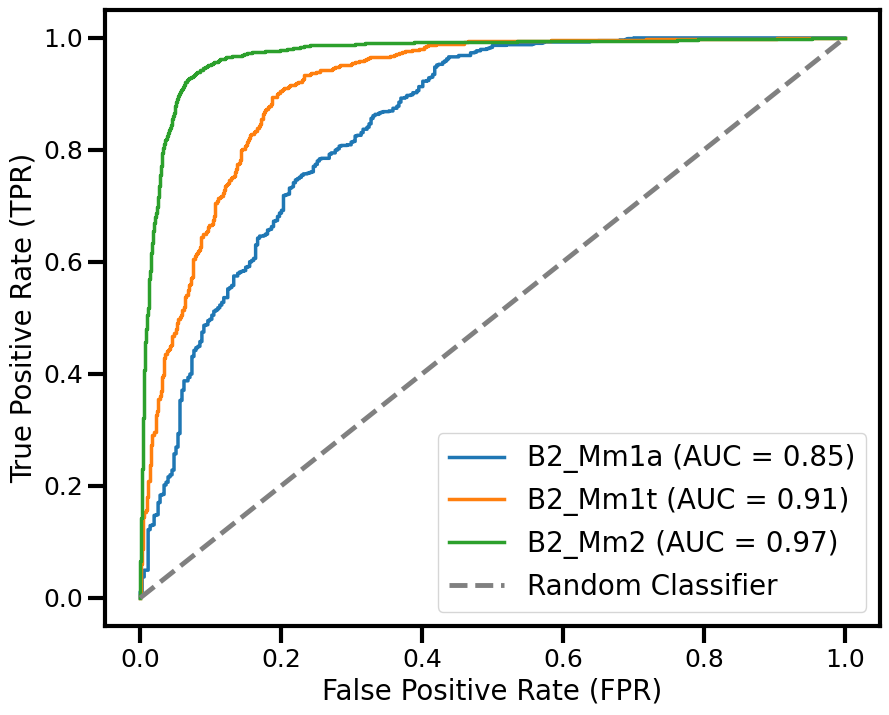 1.0
0.8
0.6
0.4
0.2
0.0
True Positive Rate (TPR)
B2_Mm1a (AUC = 0.85)
B2_Mm1t (AUC = 0.91)
B2_Mm2 (AUC = 0.97)
Random Classifier
0.0 0.2 0.4 0.6 0.8 1.0
False Positive Rate (FPR)